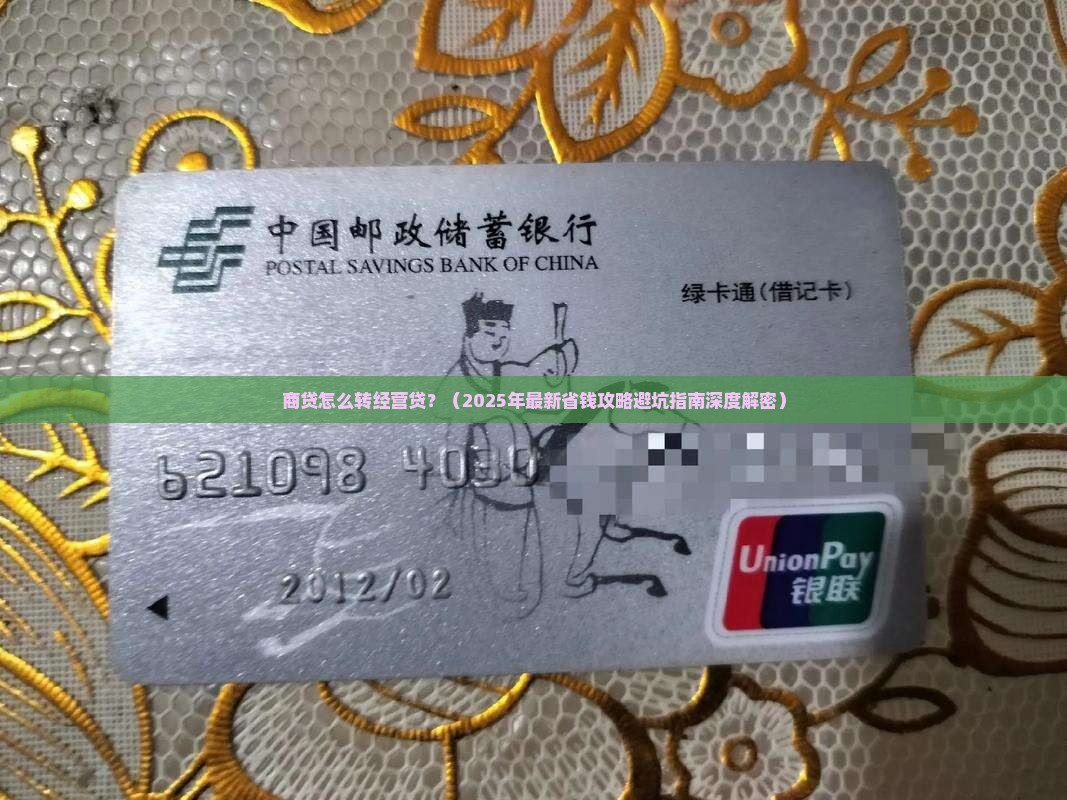 中国邮政储蓄银行
POSTAL SAVINGS BANK OF CHINA
绿卡通(借记卡)
商贷怎么转经营贷？（2025年最新省钱攻略避坑指南深度解密）
621098 4030
2012/02
UnionPay
银联